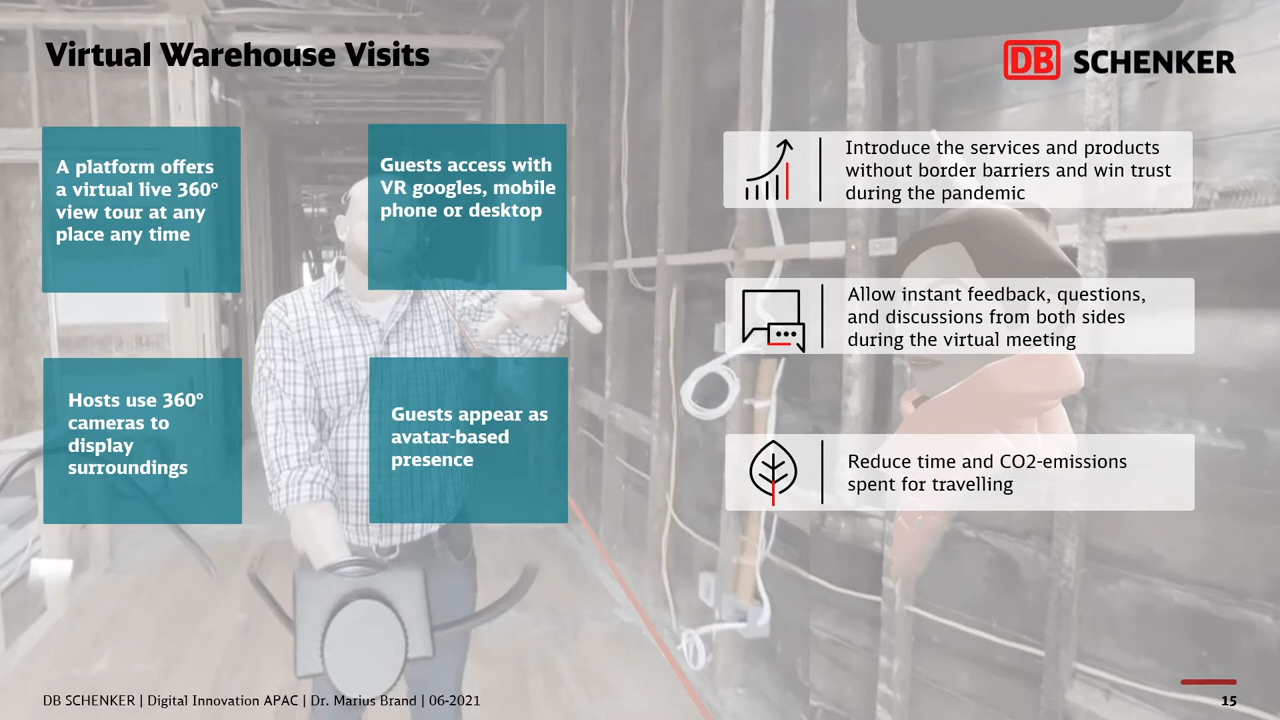 Virtual Warehouse Visits
DB SCHENKER
A platform offers
a virtual live 360°
view tour at any
place any time
Guests access with
VR googles, mobile
phone or desktop
Hosts use 360°
cameras to
display
surroundings
Guests appear as
avatar-based
presence
Introduce the services and products
without border barriers and win trust
during the pandemic
Allow instant feedback, questions,
and discussions from both sides
during the virtual meeting
Reduce time and CO2-emissions
spent for travelling
DB SCHENKER | Digital Innovation APAC | Dr. Marius Brand | 06-2021
15